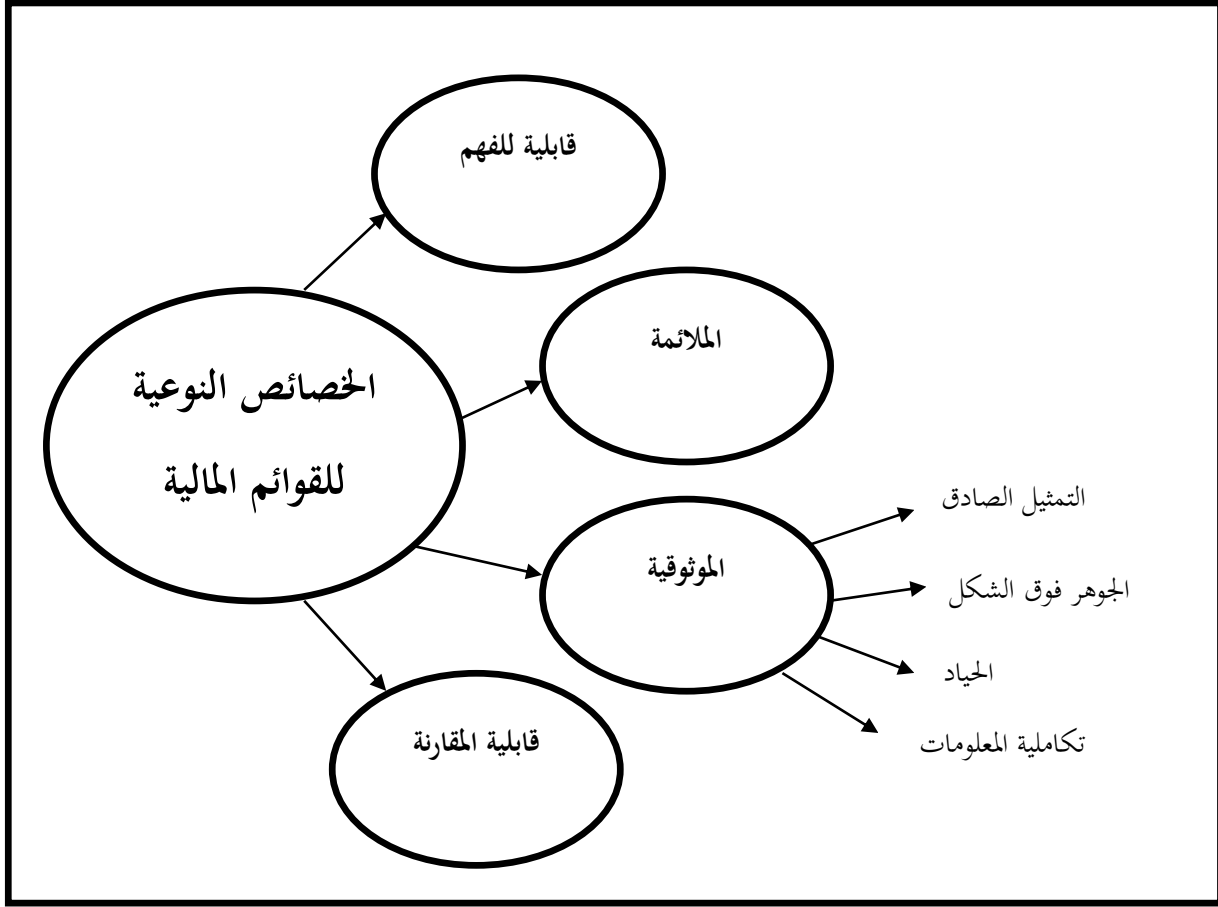 قابلية للفهم
الملائمة
الخصائص النوعية
للقوائم المالية
التمثيل الصادق
الموثوقية
الجوهر فوق الشكل
الحياد
قابلية المقارنة
تكاملية المعلومات